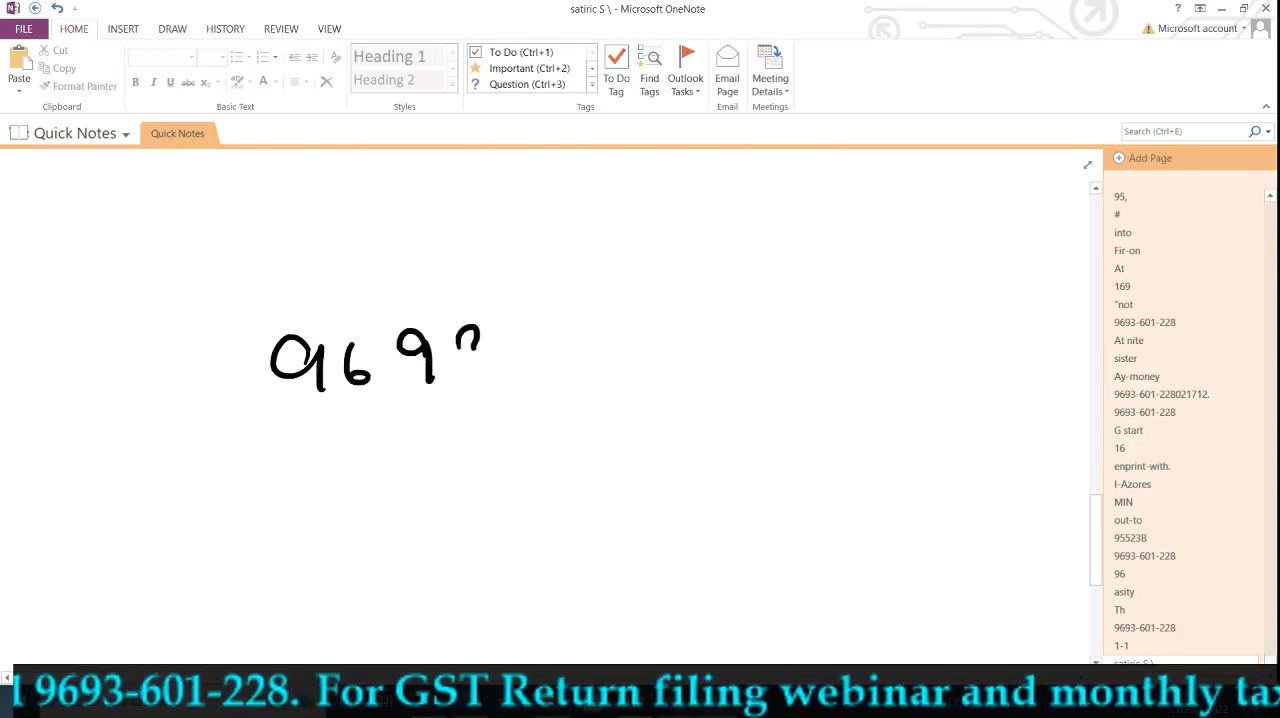 satiric S \ - Microsoft OneNote
FILE HOME INSERT DRAW HISTORY REVIEW VIEW
Microsoft account
Paste
Cut
Copy
Format Painter
Clipboard
B I U abc X₂ A
Basic Text
Heading 1
Heading 2
Styles
To Do (Ctrl+1)
Important (Ctrl+2)
Question (Ctrl+3)
To Do Tag
Find Tags
Tags
Outlook Tasks
Email Page
Email
Meeting Details
Meetings
Quick Notes Quick Notes
Search (Ctrl+E)
Add Page
95,
#
into
Fir-on
At
169
"not
9693-601-228
At nite
sister
Ay-money
9693-601-228021712.
9693-601-228
G start
16
enprint-with.
I-Azores
MIN
out-to
95523B
9693-601-228
96
asity
Th
9693-601-228
1-1
satiric S \
969
9693-601-228. For GST Return filing webinar and monthly ta